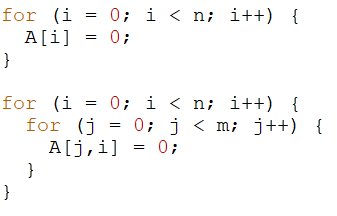 for (i = 0; i < n; i++) {
  A[i] = 0;
}

for (i = 0; i < n; i++) {
  for (j = 0; j < m; j++) {
    A[j,i] = 0;
  }
}